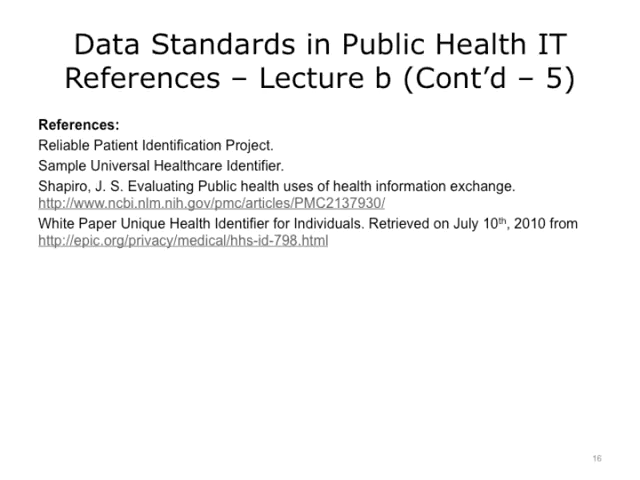 Data Standards in Public Health IT
References – Lecture b (Cont’d – 5)
References:
Reliable Patient Identification Project.
Sample Universal Healthcare Identifier.
Shapiro, J. S. Evaluating Public health uses of health information exchange.
http://www.ncbi.nlm.nih.gov/pmc/articles/PMC2137930/
White Paper Unique Health Identifier for Individuals. Retrieved on July 10th, 2010 from
http://epic.org/privacy/medical/hhs-id-798.html
16